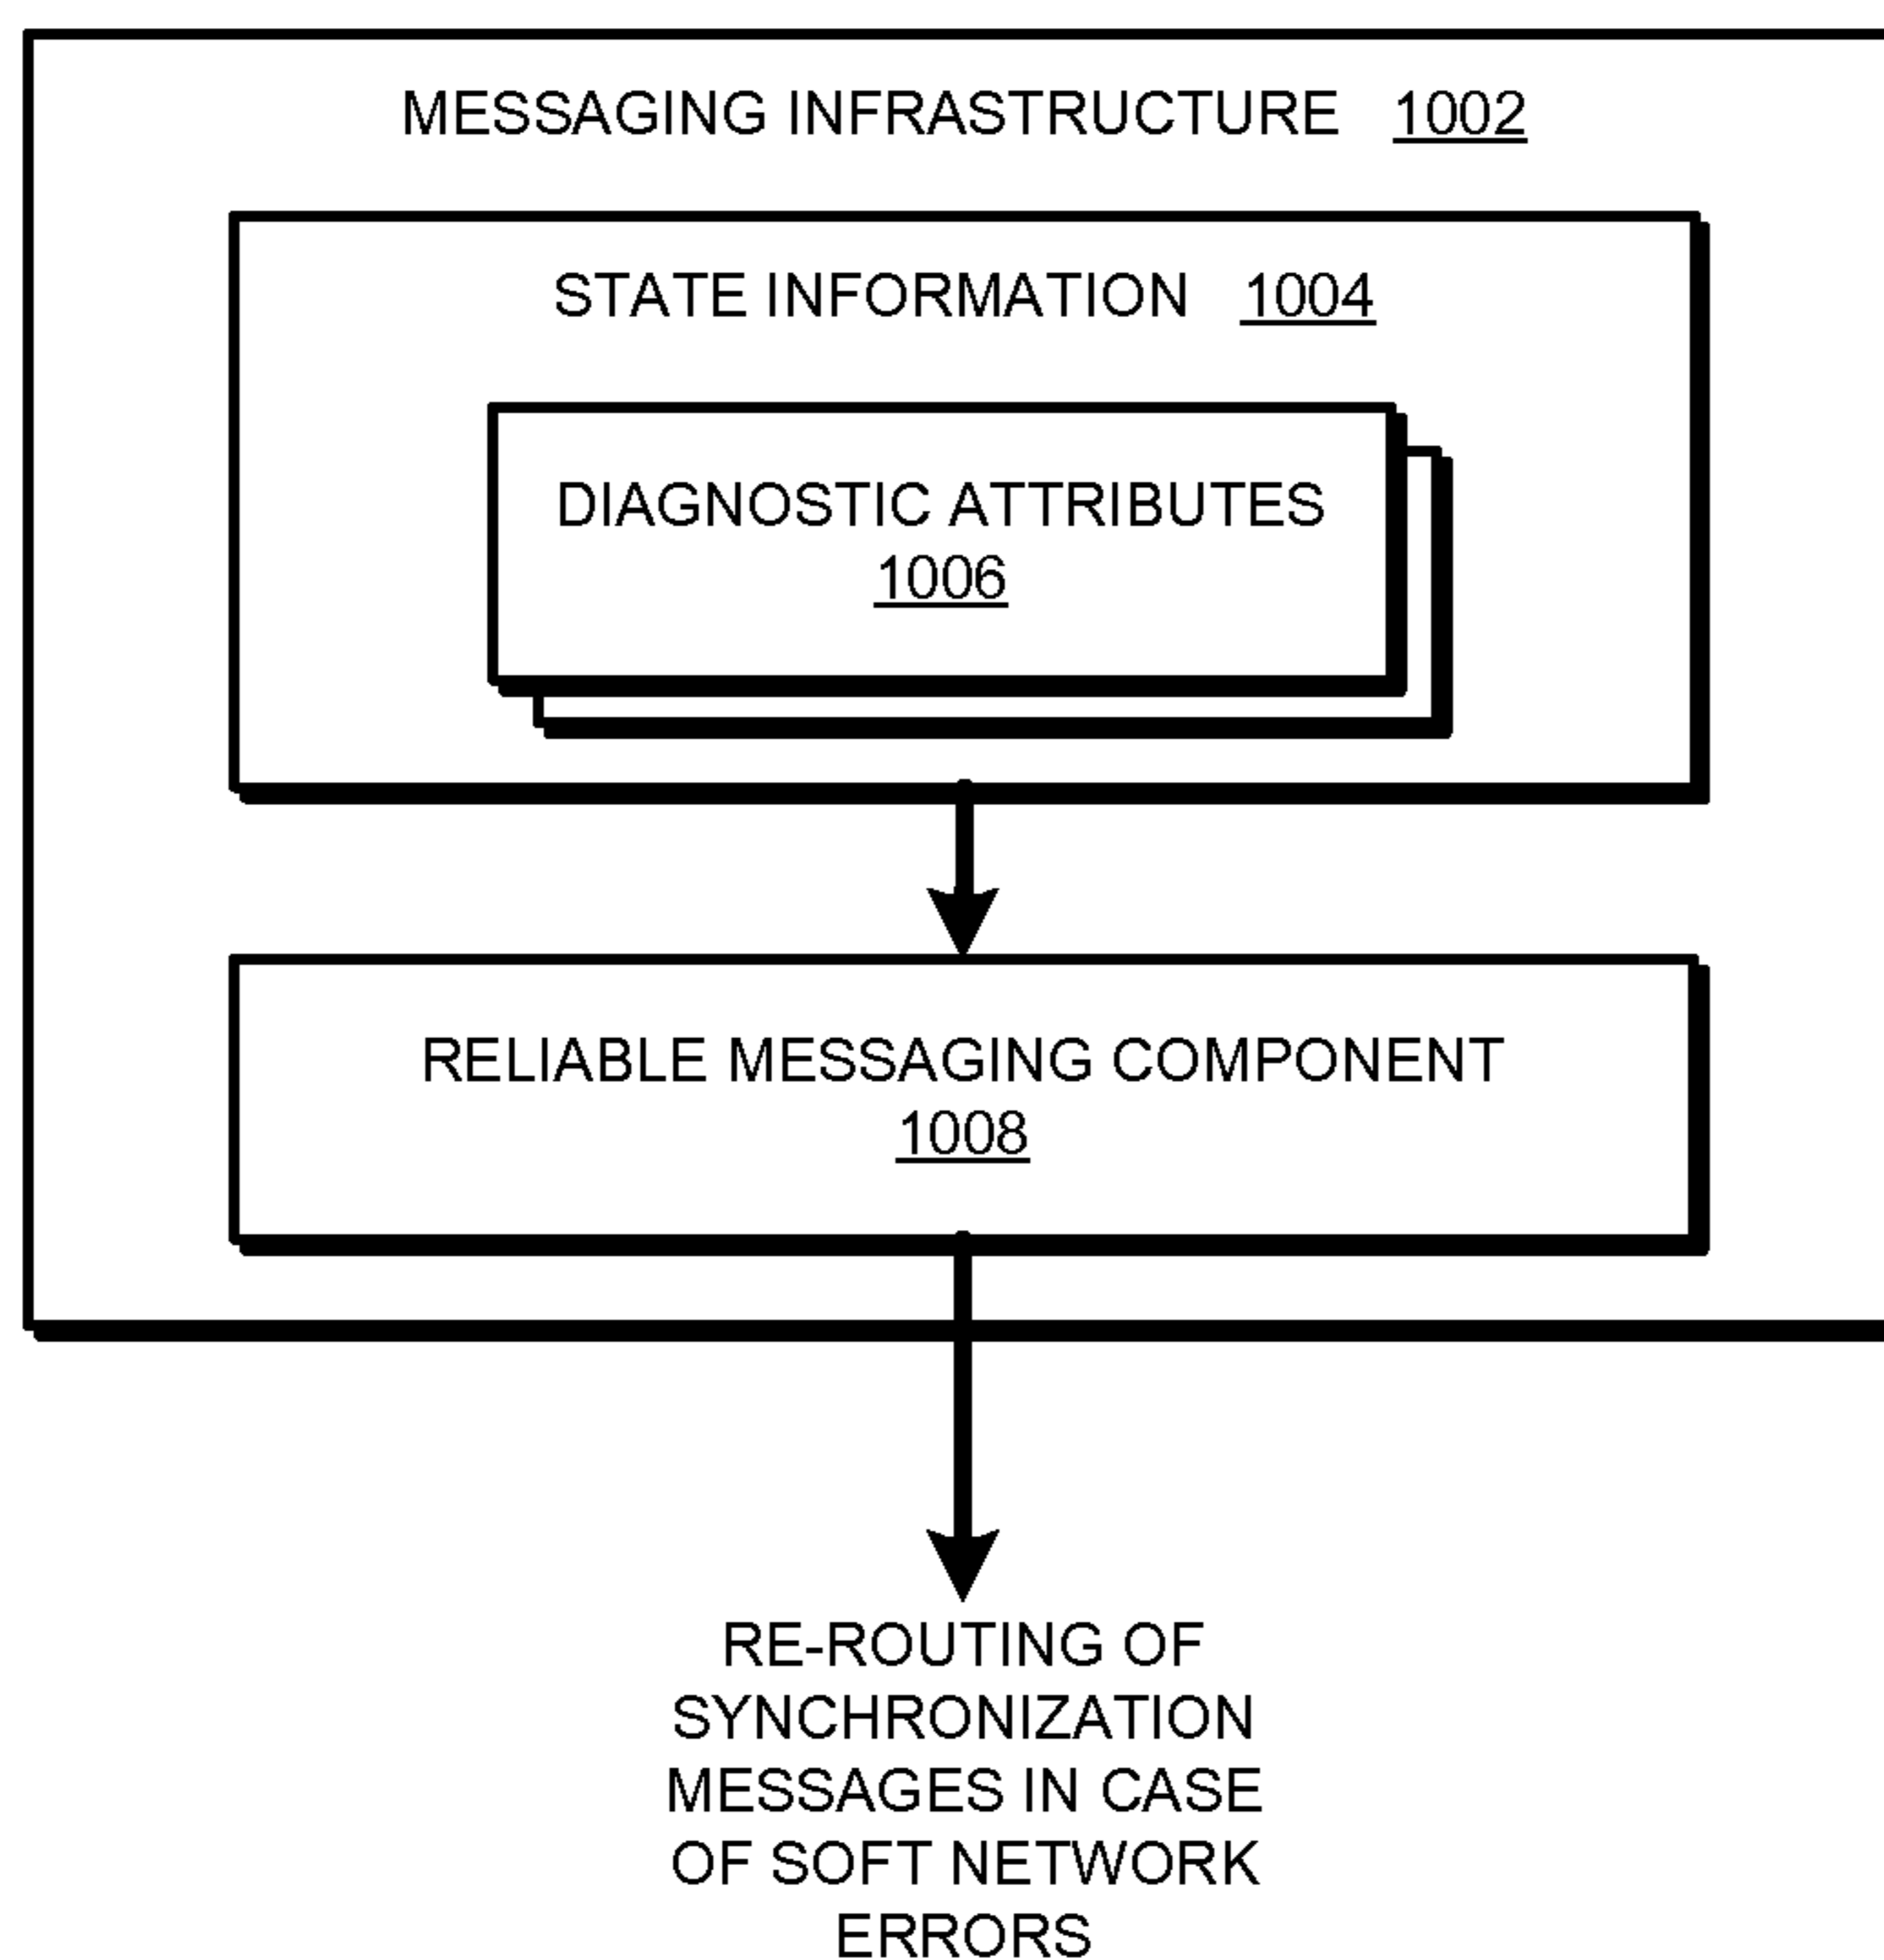 MESSAGING INFRASTRUCTURE 1002
STATE INFORMATION 1004
DIAGNOSTIC ATTRIBUTES
1006
RELIABLE MESSAGING COMPONENT
1008
RE-ROUTING OF
SYNCHRONIZATION
MESSAGES IN CASE
OF SOFT NETWORK
ERRORS